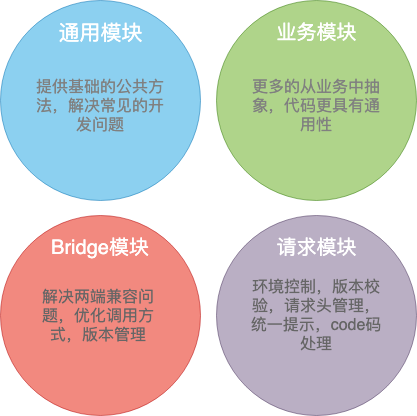 通用模块
提供基础的公共方
法，解决常见的开
发问题
业务模块
更多的从业务中抽
象，代码更具有通
用性
Bridge模块
解决两端兼容问
题，优化调用方
式，版本管理
请求模块
环境控制，版本校
验，请求头管理，
统一提示，code码
处理